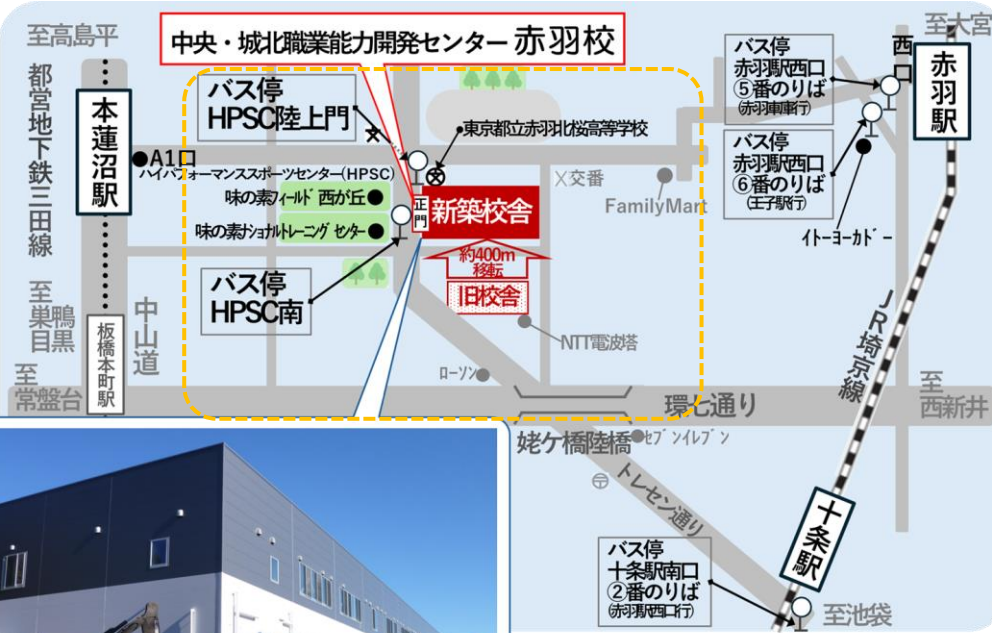 至高島平
中央・城北職業能力開発センター 赤羽校
至大宮
都営地下鉄三田線
本蓮沼駅
A1口
バス停
HPSC陸上門
東京都立赤羽北桜高等学校
バス停
赤羽駅西口
⑤番のりば
(赤羽車庫行)
西口
赤羽駅
ハイパフォーマンススポーツセンター(HPSC)
味の素フィールド 西が丘
味の素ナショナルトレーニング センター
正門
新築校舎
X交番
FamilyMart
バス停
赤羽駅西口
⑥番のりば
(王子駅行)
イトーヨーカドー
約400m
移転
旧校舎
バス停
HPSC南
NTT電波塔
至
巣鴨
目黒
中山道
板橋本町駅
至
常盤台
ローソン
環七通り
JR埼京線
至
西新井
姥ケ橋陸橋
セブンイレブン
トレセン通り
十条駅
バス停
十条駅南口
②番のりば
(赤羽駅西口行)
至池袋